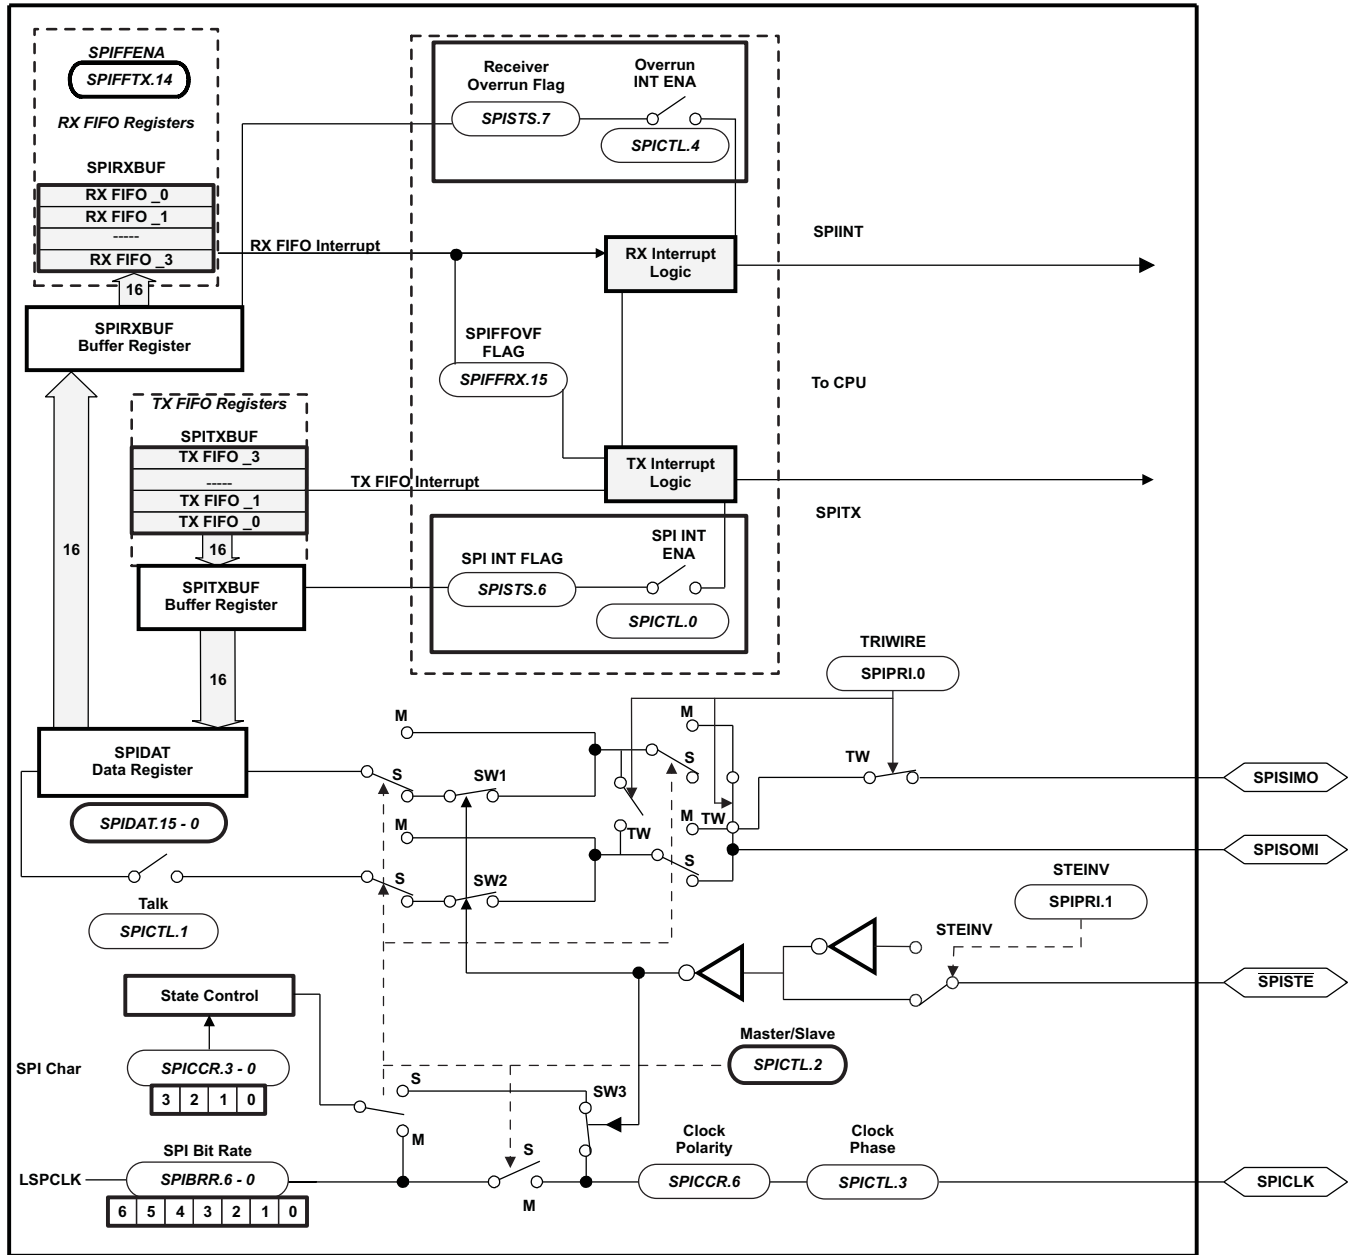 SPIFFENA
SPIFFTX.14
RX FIFO Registers
SPIRXBUF
RX FIFO _0
RX FIFO _1
-----
RX FIFO _3
16
SPIRXBUF
Buffer Register
RX FIFO Interrupt
Receiver
Overrun Flag
SPISTS.7
Overrun
INT ENA
SPICTL.4
RX Interrupt
Logic
SPIINT
SPIFFOVF
FLAG
SPIFFRX.15
To CPU
TX FIFO Registers
SPITXBUF
TX FIFO _3
-----
TX FIFO _1
TX FIFO _0
16
16
TX FIFO Interrupt
TX Interrupt
Logic
SPITX
SPITXBUF
Buffer Register
SPI INT FLAG
SPISTS.6
SPI INT
ENA
SPICTL.0
16
TRIWIRE
SPIPRI.0
SPIDAT
Data Register
SPIDAT.15 - 0
M
S
SW1
M
S
TW
SPISIMO
M
S
SW2
TW
M
TW
S
SPISOMI
Talk
SPICTL.1
STEINV
SPIPRI.1
STEINV
SPISTE
State Control
SPI Char
SPICCR.3 - 0
3 2 1 0
Master/Slave
SPICTL.2
S
M
SW3
SPI Bit Rate
LSPCLK
SPIBRR.6 - 0
6 5 4 3 2 1 0
S
M
Clock
Polarity
SPICCR.6
Clock
Phase
SPICTL.3
SPICLK